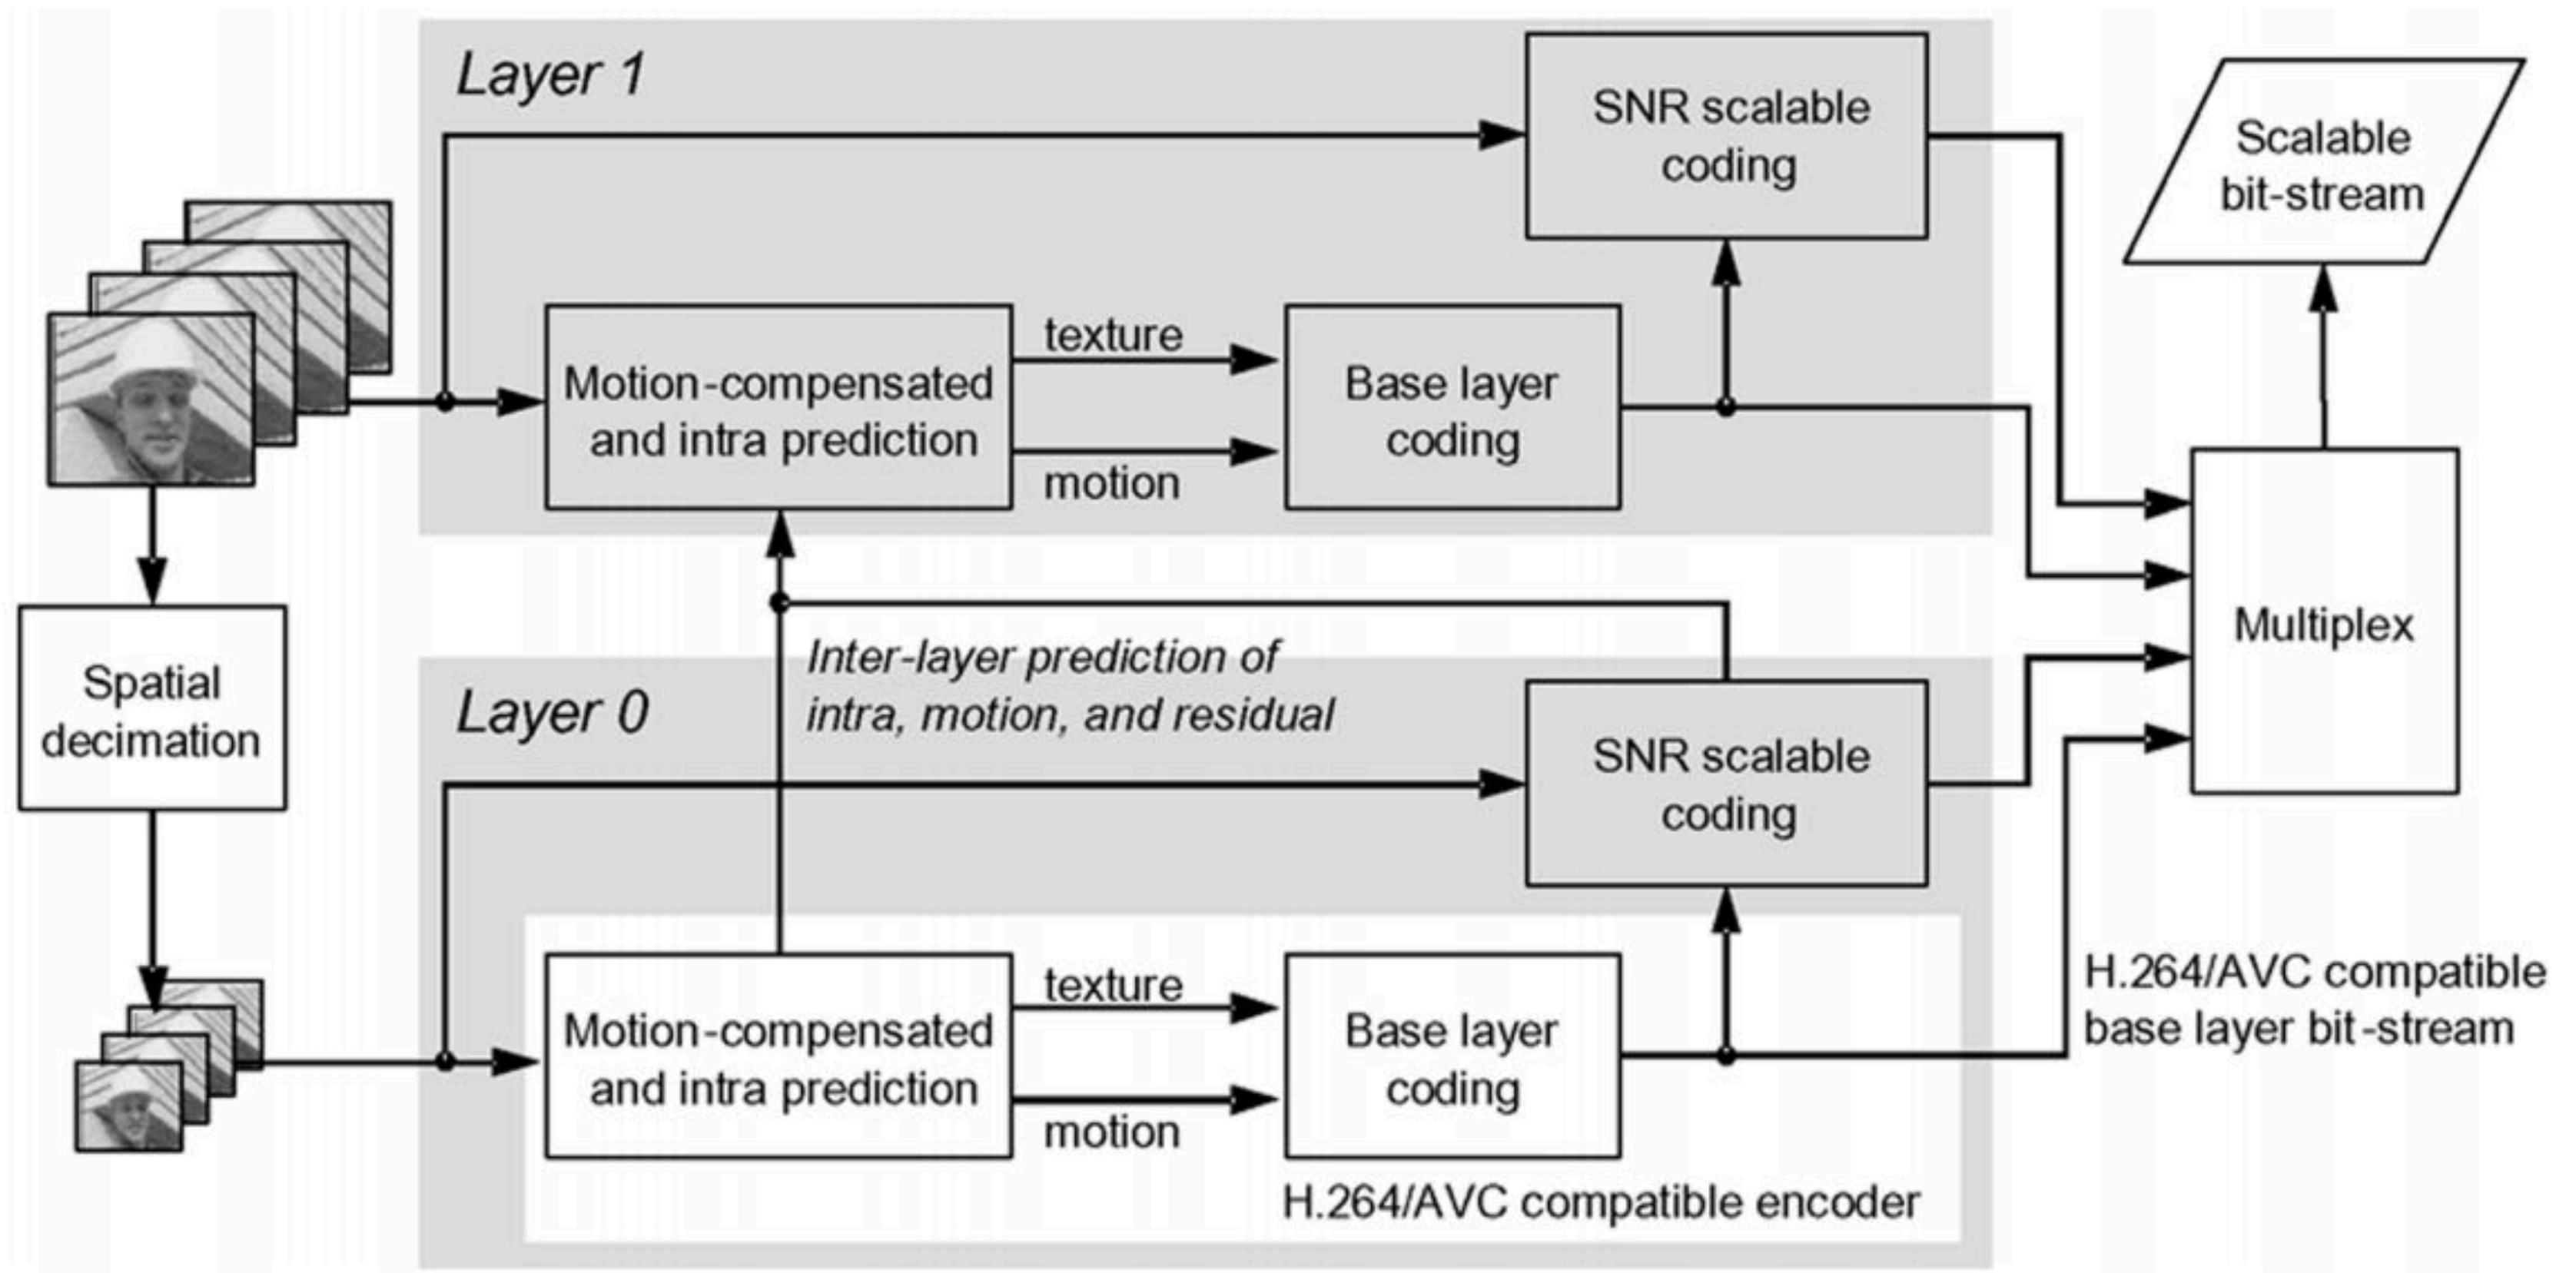 Layer 1
SNR scalable
coding
Scalable
bit-stream
texture
Motion-compensated
and intra prediction
Base layer
coding
motion
Multiplex
Spatial
decimation
Inter-layer prediction of
intra, motion, and residual
Layer 0
SNR scalable
coding
texture
Motion-compensated
and intra prediction
Base layer
coding
motion
H.264/AVC compatible
base layer bit-stream
H.264/AVC compatible encoder